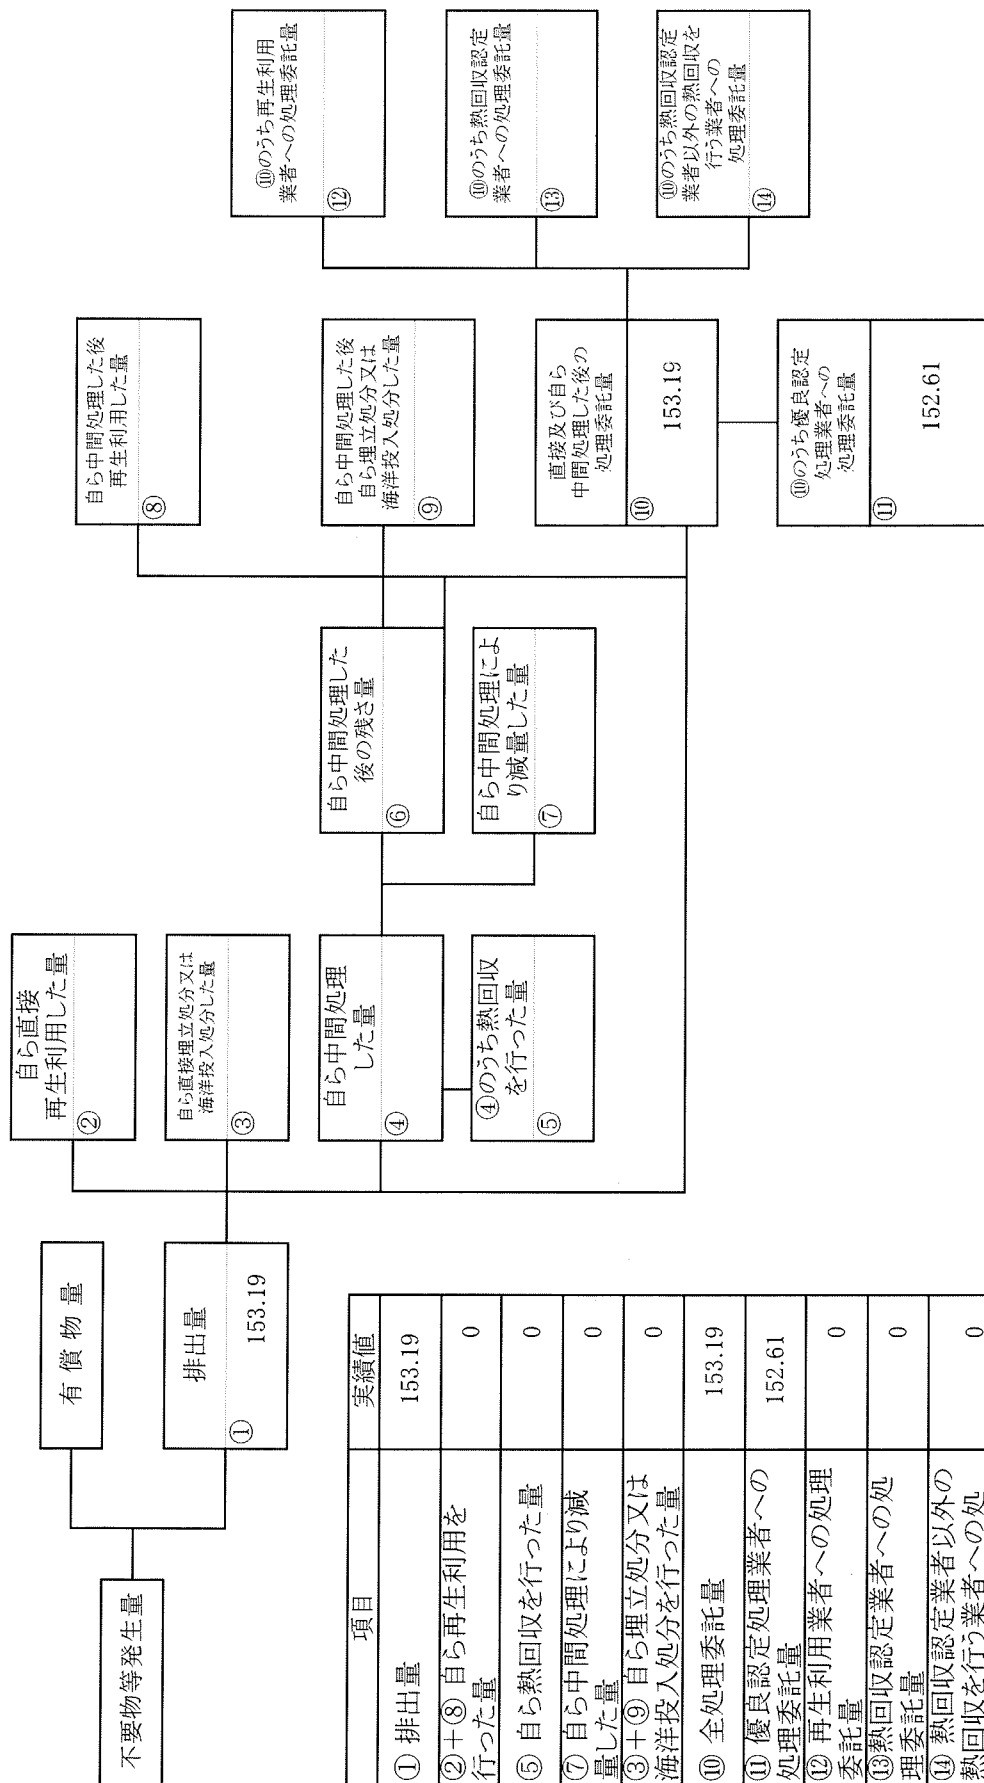 不要物等発生量
有償物量
排出量
①
153.19
自ら直接
再生利用した量
②
自ら直接埋立処分又は
海洋投入処分した量
③
自ら中間処理
した量
④
④のうち熱回収
を行った量
⑤
自ら中間処理した
後の残さ量
⑥
自ら中間処理によ
り減量した量
⑦
自ら中間処理した後
再生利用した量
⑧
自ら中間処理した後
自ら埋立処分又は
海洋投入処分した量
⑨
直接及び自ら
中間処理した後の
処理委託量
⑩
153.19
⑩のうち優良認定
処理業者への
処理委託量
⑪
152.61
⑩のうち再生利用
業者への処理委託量
⑫
⑩のうち熱回収認定
業者への処理委託量
⑬
⑩のうち熱回収認定
業者以外の熱回収を
行う業者への
処理委託量
⑭
項目 実績値
①排出量 153.19
②+⑧自ら再生利用を
行った量 0
⑤自ら熱回収を行った量 0
⑦自ら中間処理により減
量した量 0
③+⑨自ら埋立処分又は
海洋投入処分を行った量 0
⑩全処理委託量 153.19
⑪優良認定処理業者への
処理委託量 152.61
⑫再生利用業者への処理
委託量 0
⑬熱回収認定業者への処
理委託量 0
⑭熱回収認定業者以外の
熱回収を行う業者への処 0